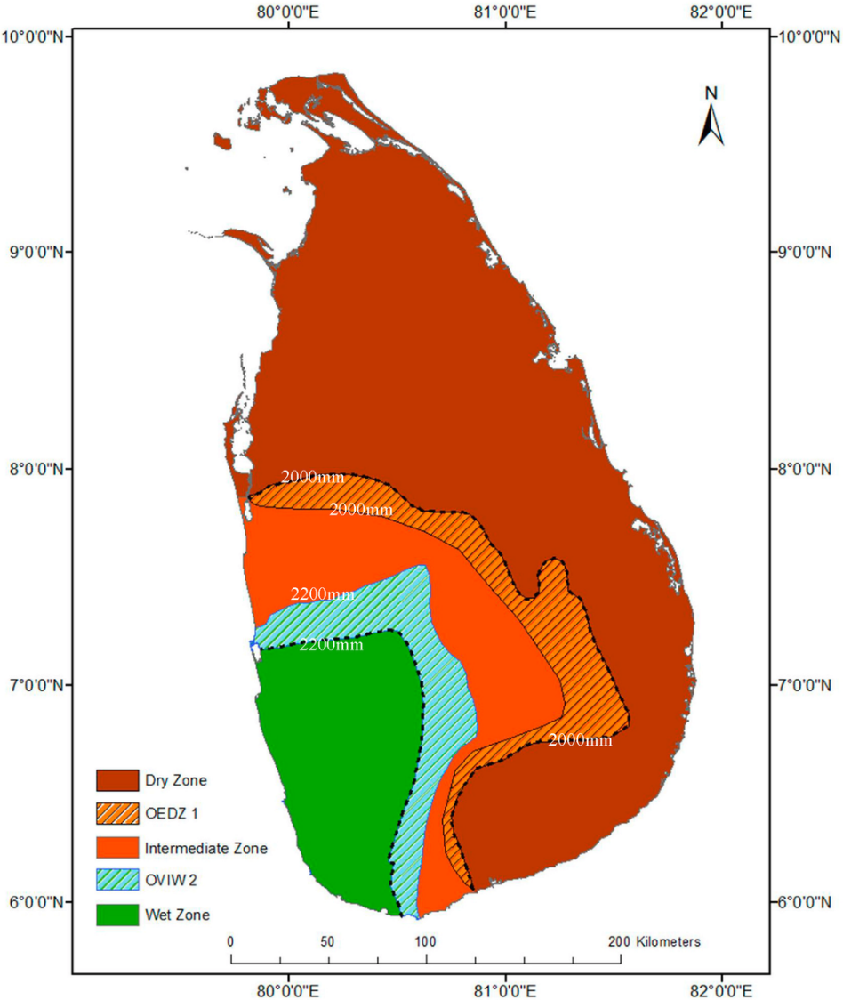 80°0'0"E 81°0'0"E 82°0'0"E
10°0'0"N 10°0'0"N
N
9°0'0"N 9°0'0"N
8°0'0"N 8°0'0"N
2000mm
2000mm
2200mm
2200mm
7°0'0"N 7°0'0"N
2000mm
Dry Zone
OEDZ 1
Intermediate Zone
OVIW 2
Wet Zone
6°0'0"N 6°0'0"N
0 50 100 200 Kilometers
80°0'0"E 81°0'0"E 82°0'0"E